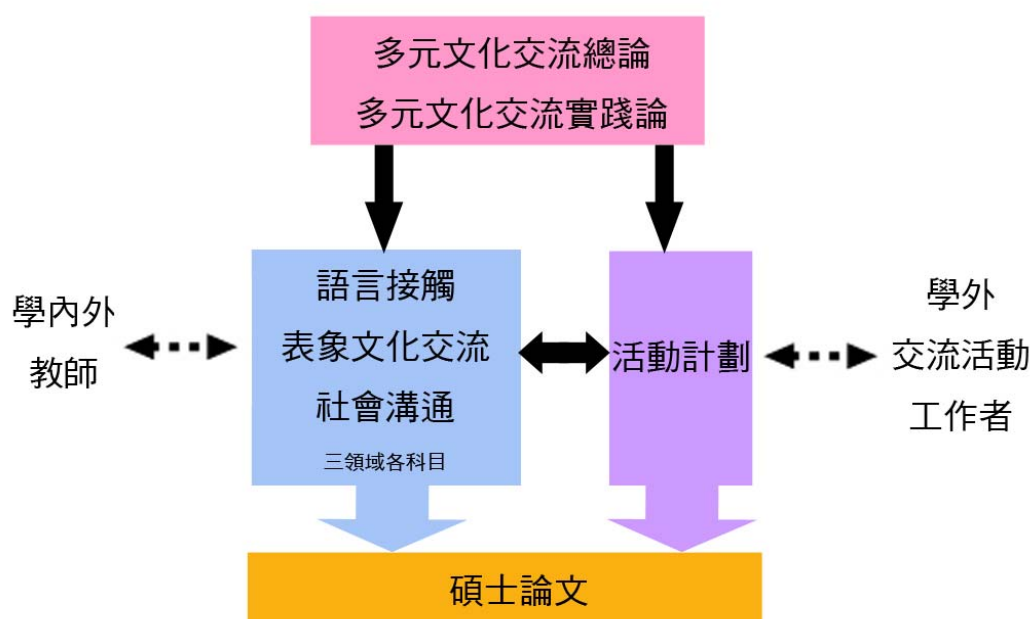 多元文化交流總論
多元文化交流實踐論
學內外
教師
語言接觸
表象文化交流
社會溝通
三領域各科目
活動計劃
學外
交流活動
工作者
碩士論文